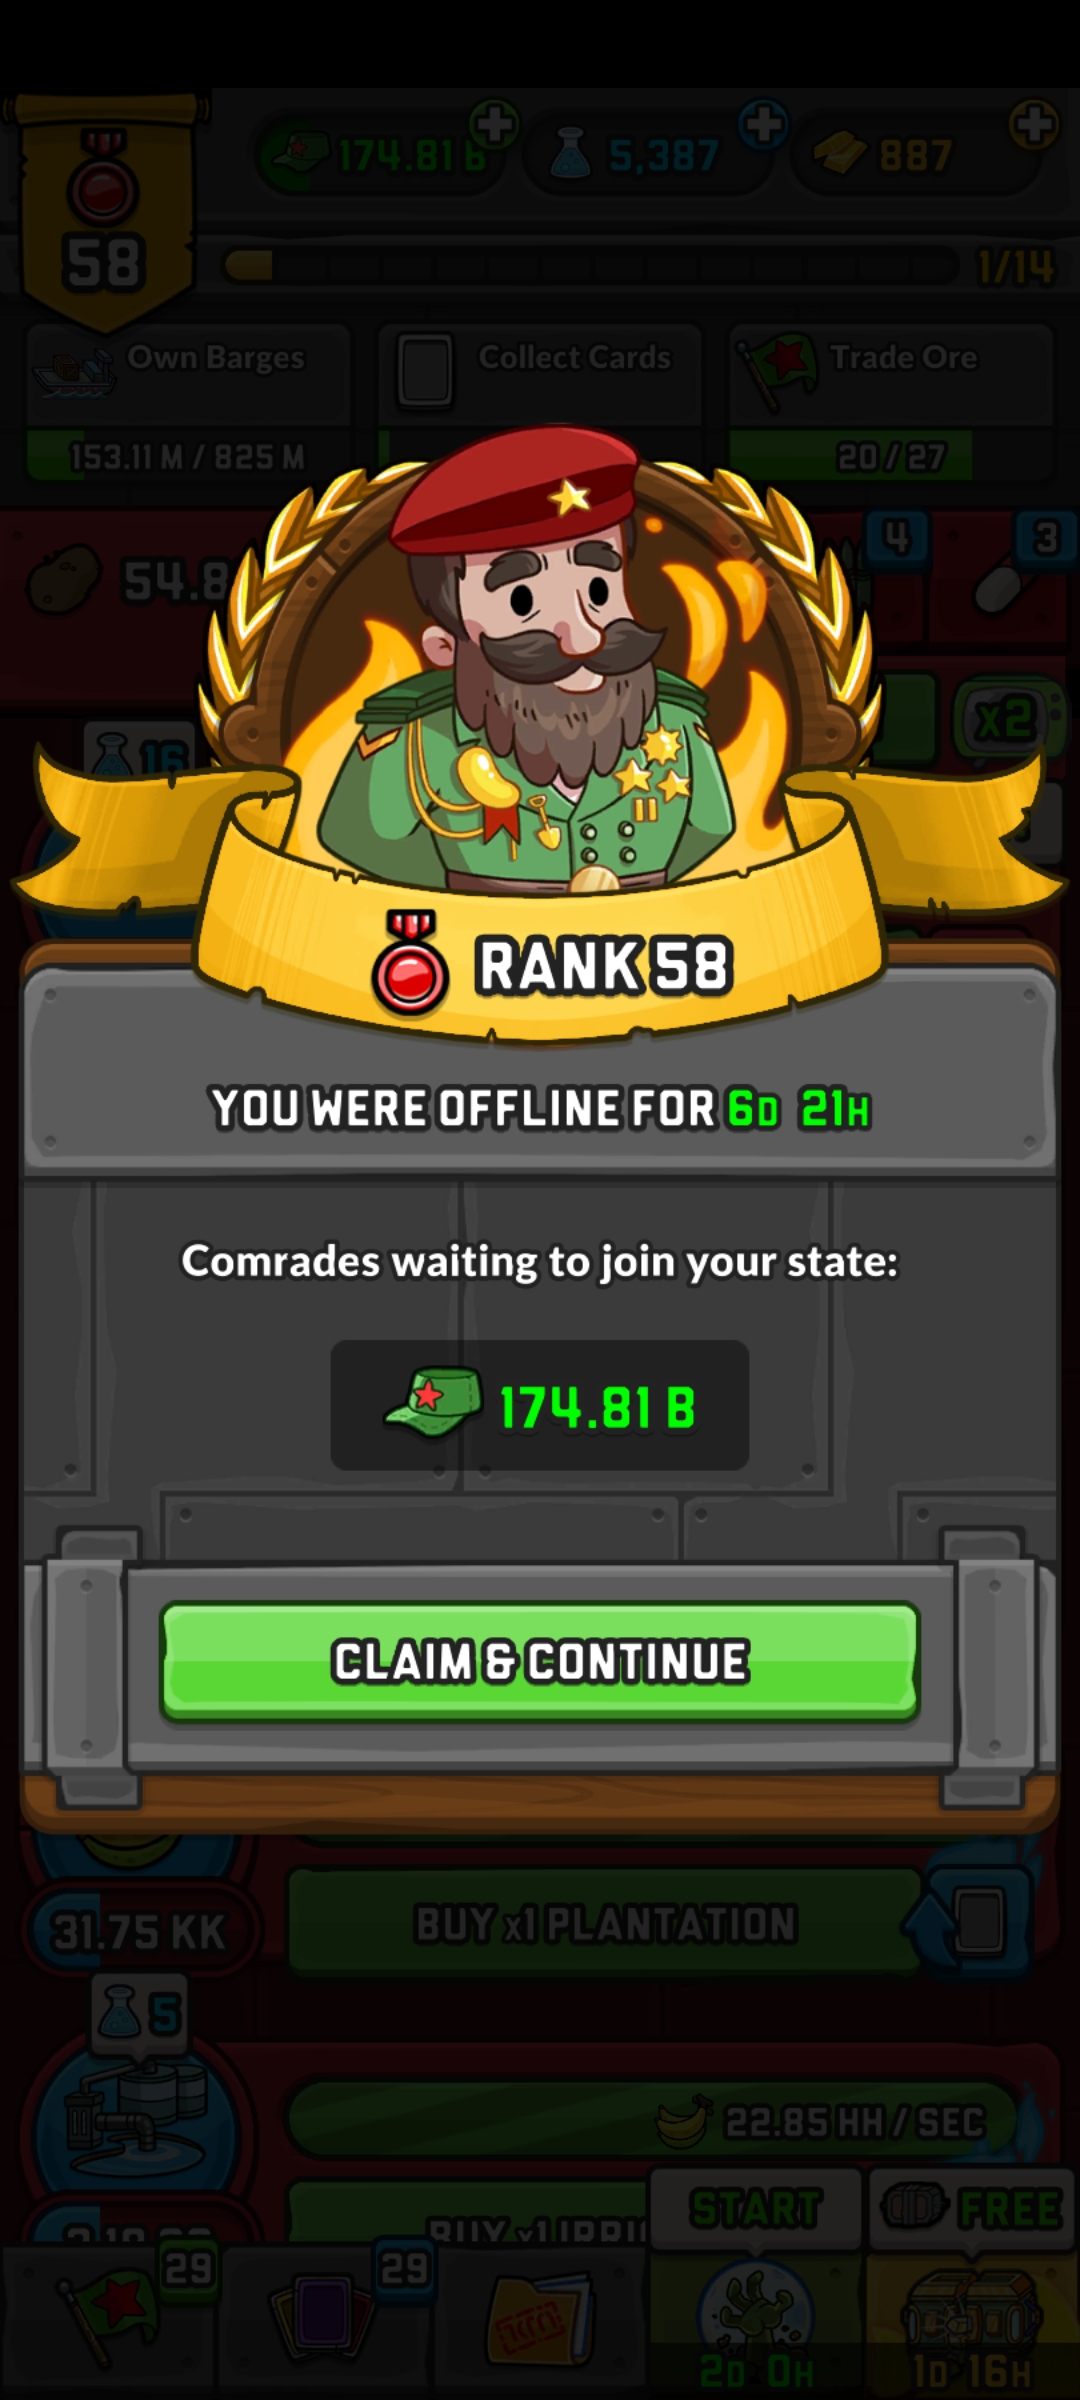 174.81 B
5,387
887
58
1/14
Own Barges
Collect Cards
Trade Ore
153.11 M / 825 M
20/27
4
3
54.8
x2
16
RANK 58
YOU WERE OFFLINE FOR 6D 21H
Comrades waiting to join your state:
174.81 B
CLAIM & CONTINUE
31.75 KK
BUY x1 PLANTATION
5
22.85 HH / SEC
START
FREE
29
29
2D 0H
1D 16H